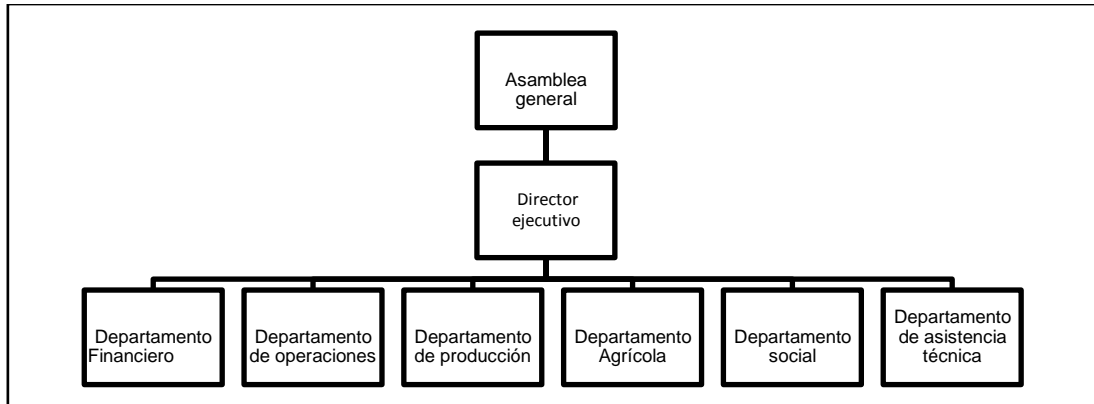 Asamblea
general
Director
ejecutivo
Departamento
Financiero
Departamento
de operaciones
Departamento
de producción
Departamento
Agrícola
Departamento
social
Departamento
de asistencia
técnica